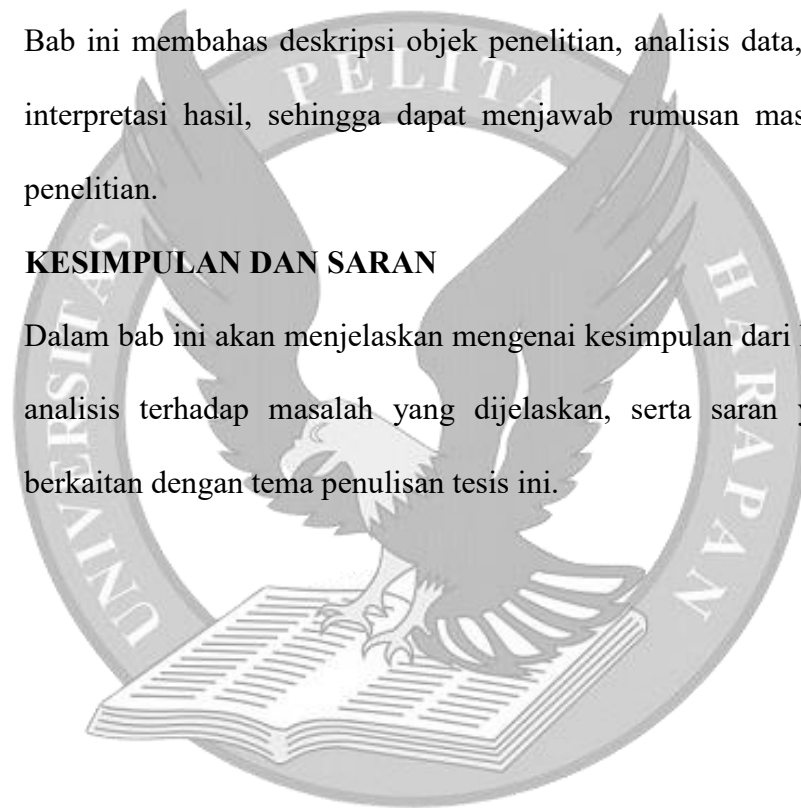 Bab ini membahas deskripsi objek penelitian, analisis data,
interpretasi hasil, sehingga dapat menjawab rumusan mas
penelitian.
KESIMPULAN DAN SARAN
Dalam bab ini akan menjelaskan mengenai kesimpulan dari
analisis terhadap masalah yang dijelaskan, serta saran
berkaitan dengan tema penulisan tesis ini.
UNIVERSITAS PELITA HARAPAN